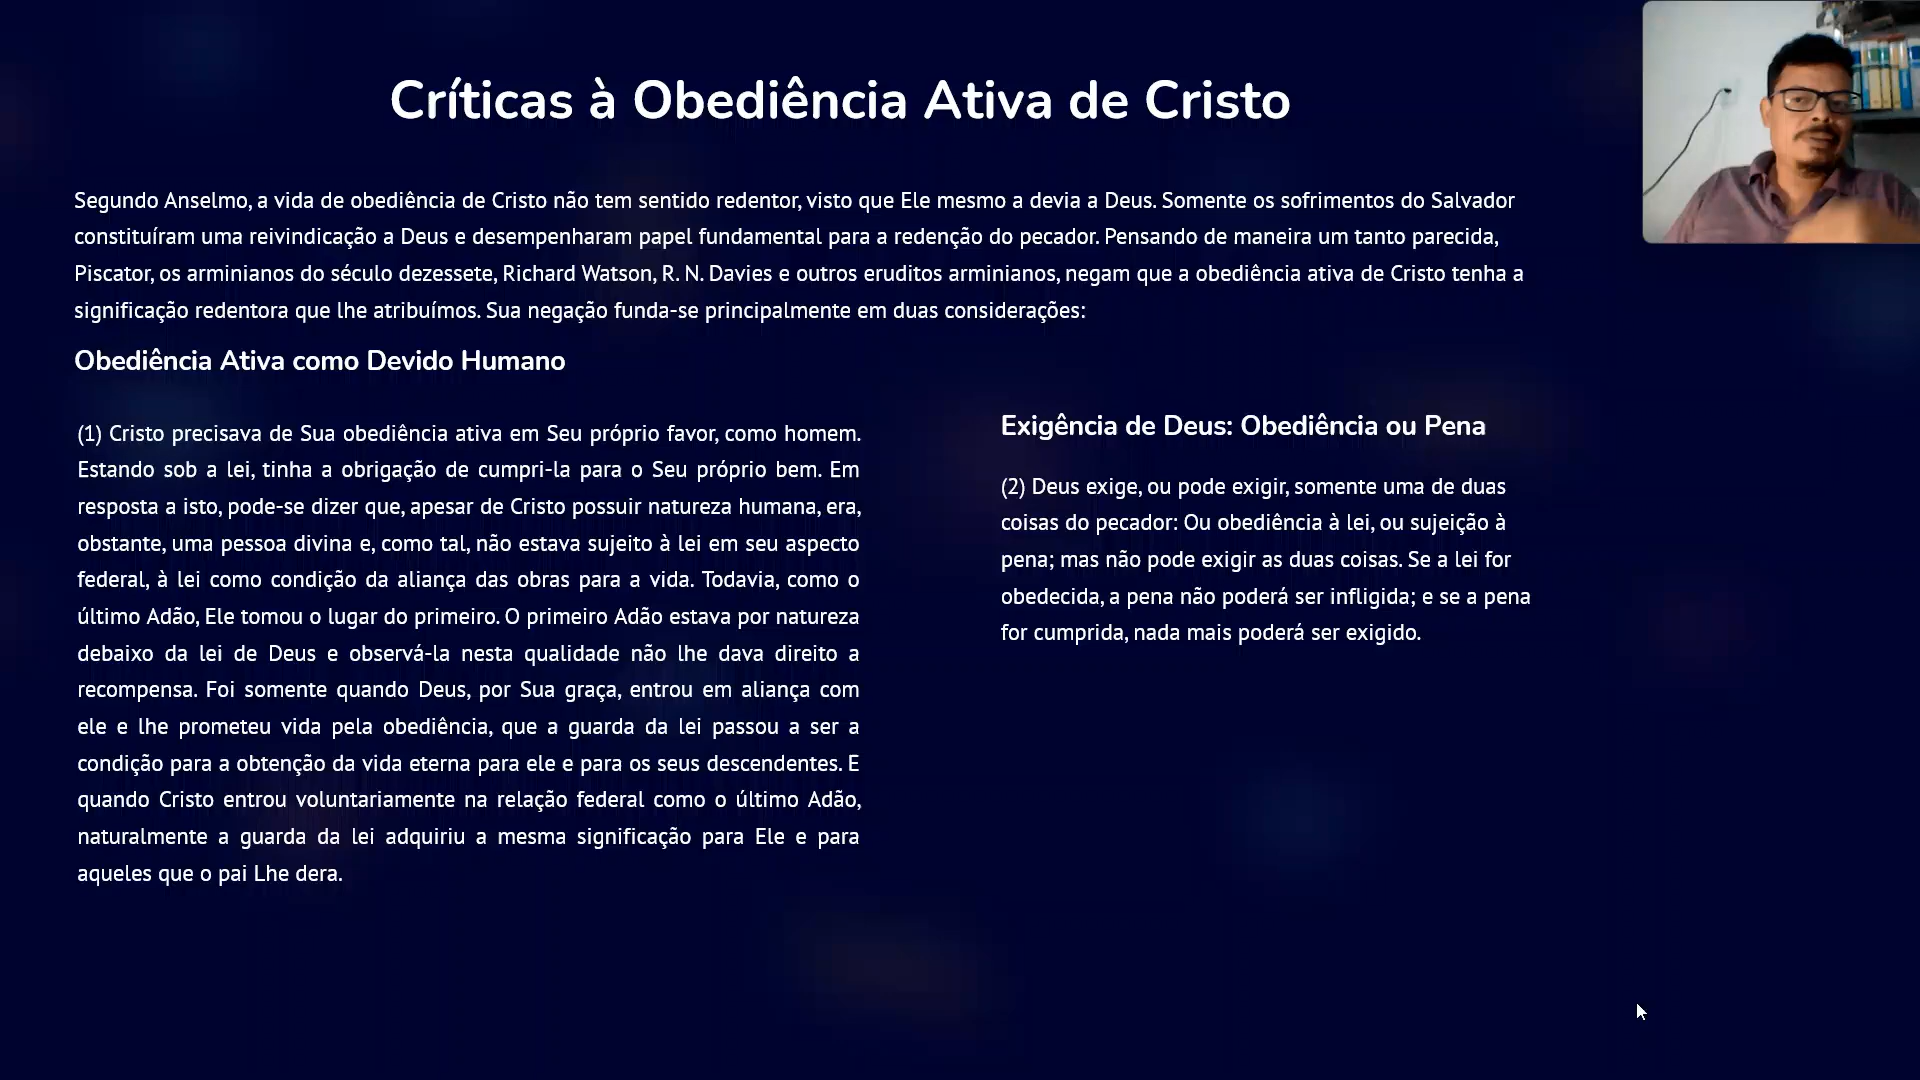 Críticas à Obediência Ativa de Cristo
Segundo Anselmo, a vida de obediência de Cristo não tem sentido redentor, visto que Ele mesmo a devia a Deus. Somente os sofrimentos do Salvador
constituíram uma reivindicação a Deus e desempenharam papel fundamental para a redenção do pecador. Pensando de maneira um tanto parecida,
Piscator, os arminianos do século dezessete, Richard Watson, R. N. Davies e outros eruditos arminianos, negam que a obediência ativa de Cristo tenha a
significação redentora que lhe atribuímos. Sua negação funda-se principalmente em duas considerações:
Obediência Ativa como Devido Humano
(1) Cristo precisava de Sua obediência ativa em Seu próprio favor, como homem.
Estando sob a lei, tinha a obrigação de cumpri-la para o Seu próprio bem. Em
resposta a isto, pode-se dizer que, apesar de Cristo possuir natureza humana, era,
obstante, uma pessoa divina e, como tal, não estava sujeito à lei em seu aspecto
federal, à lei como condição da aliança das obras para a vida. Todavia, como o
último Adão, Ele tomou o lugar do primeiro. O primeiro Adão estava por natureza
debaixo da lei de Deus e observá-la nesta qualidade não lhe dava direito a
recompensa. Foi somente quando Deus, por Sua graça, entrou em aliança com
ele e lhe prometeu vida pela obediência, que a guarda da lei passou a ser a
condição para a obtenção da vida eterna para ele e para os seus descendentes. E
quando Cristo entrou voluntariamente na relação federal como o último Adão,
naturalmente a guarda da lei adquiriu a mesma significação para Ele e para
aqueles que o pai Lhe dera.
Exigência de Deus: Obediência ou Pena
(2) Deus exige, ou pode exigir, somente uma de duas
coisas do pecador: Ou obediência à lei, ou sujeição à
pena; mas não pode exigir as duas coisas. Se a lei for
obedecida, a pena não poderá ser infligida; e se a pena
for cumprida, nada mais poderá ser exigido.